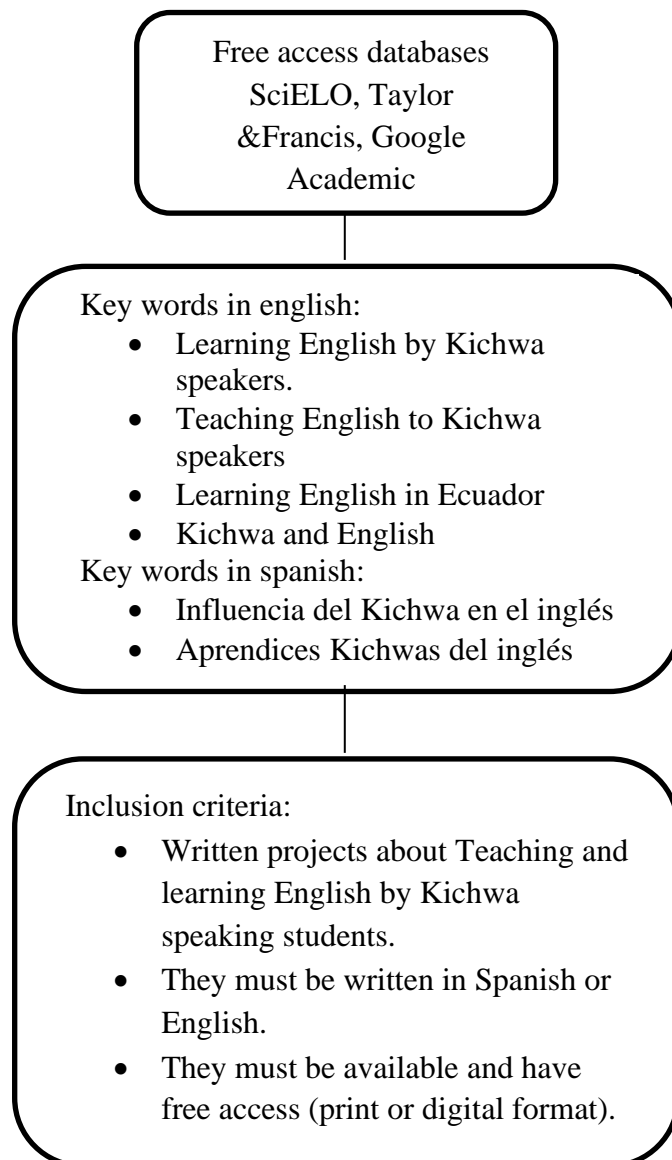 Free access databases
SciELO, Taylor
&Francis, Google
Academic
Key words in english:
• Learning English by Kichwa
speakers.
• Teaching English to Kichwa
speakers
• Learning English in Ecuador
• Kichwa and English
Key words in spanish:
• Influencia del Kichwa en el inglés
• Aprendices Kichwas del inglés
Inclusion criteria:
• Written projects about Teaching and
learning English by Kichwa
speaking students.
• They must be written in Spanish or
English.
• They must be available and have
free access (print or digital format).